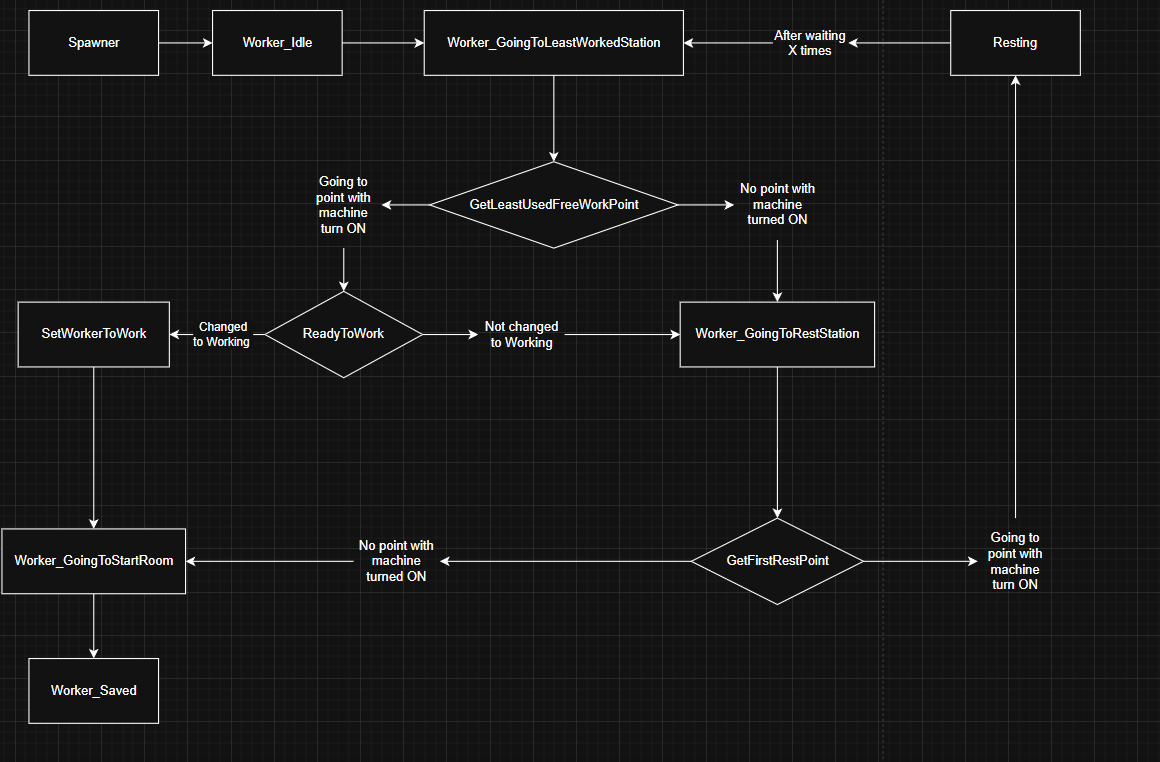 Spawner
Worker_Idle
Worker_GoingToLeastWorkedStation
After waiting
X times
Resting
Going to
point with
machine
turn ON
GetLeastUsedFreeWorkPoint
No point with
machine
turned ON
SetWorkerToWork
Changed
to Working
ReadyToWork
Not changed
to Working
Worker_GoingToRestStation
Worker_GoingToStartRoom
No point with
machine
turned ON
GetFirstRestPoint
Going to
point with
machine
turn ON
Worker_Saved